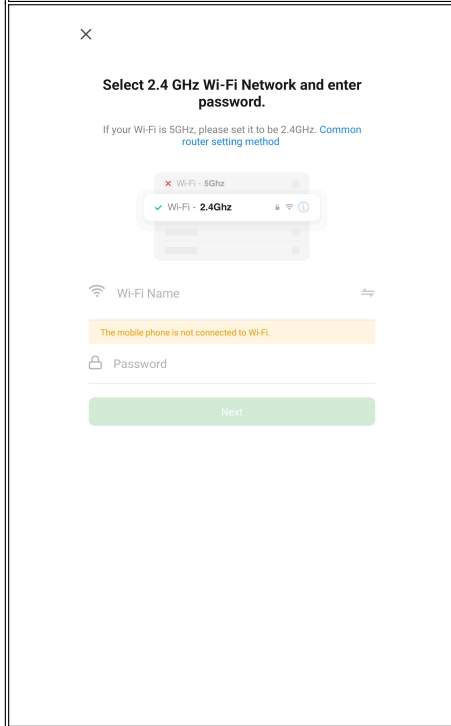 Select 2.4 GHz Wi-Fi Network and enter
password.
If your Wi-Fi is 5GHz, please set it to be 2.4GHz. Common
router setting method
Wi-Fi - 5Ghz
Wi-Fi - 2.4Ghz
Wi-Fi Name
The mobile phone is not connected to Wi-Fi.
Password
Next